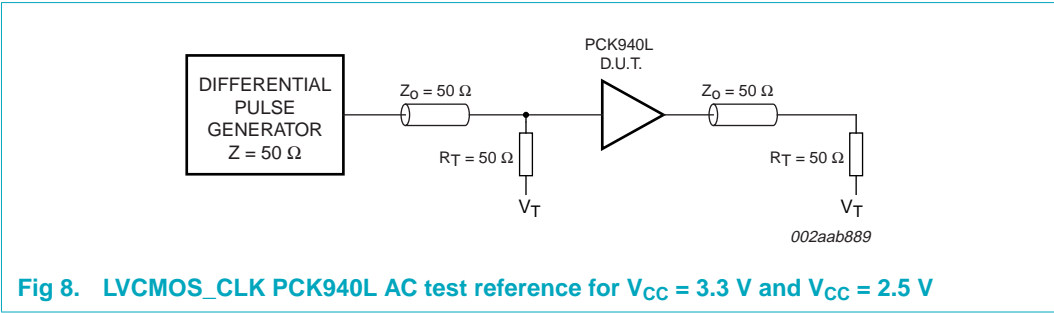 PCK940L
D.U.T.
DIFFERENTIAL
PULSE
GENERATOR
Z = 50 Ω
ZO = 50 Ω
RT = 50 Ω
VT
ZO = 50 Ω
RT = 50 Ω
VT
002aab889
Fig 8. LVCMOS_CLK PCK940L AC test reference for VCC = 3.3 V and VCC = 2.5 V